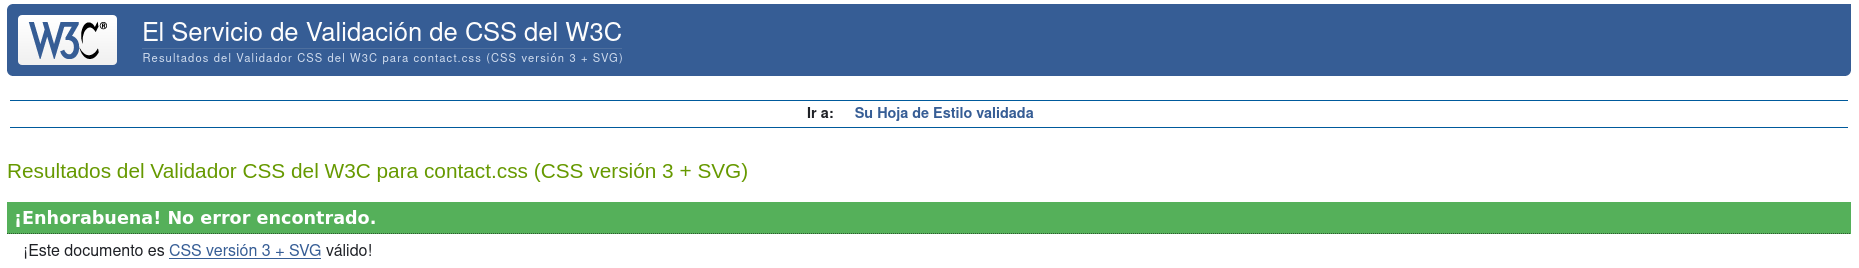 W3C®
El Servicio de Validación de CSS del W3C
Resultados del Validador CSS del W3C para contact.css (CSS versión 3 + SVG)
Ir a: Su Hoja de Estilo validada
Resultados del Validador CSS del W3C para contact.css (CSS versión 3 + SVG)
¡Enhorabuena! No error encontrado.
¡Este documento es CSS versión 3 + SVG válido!